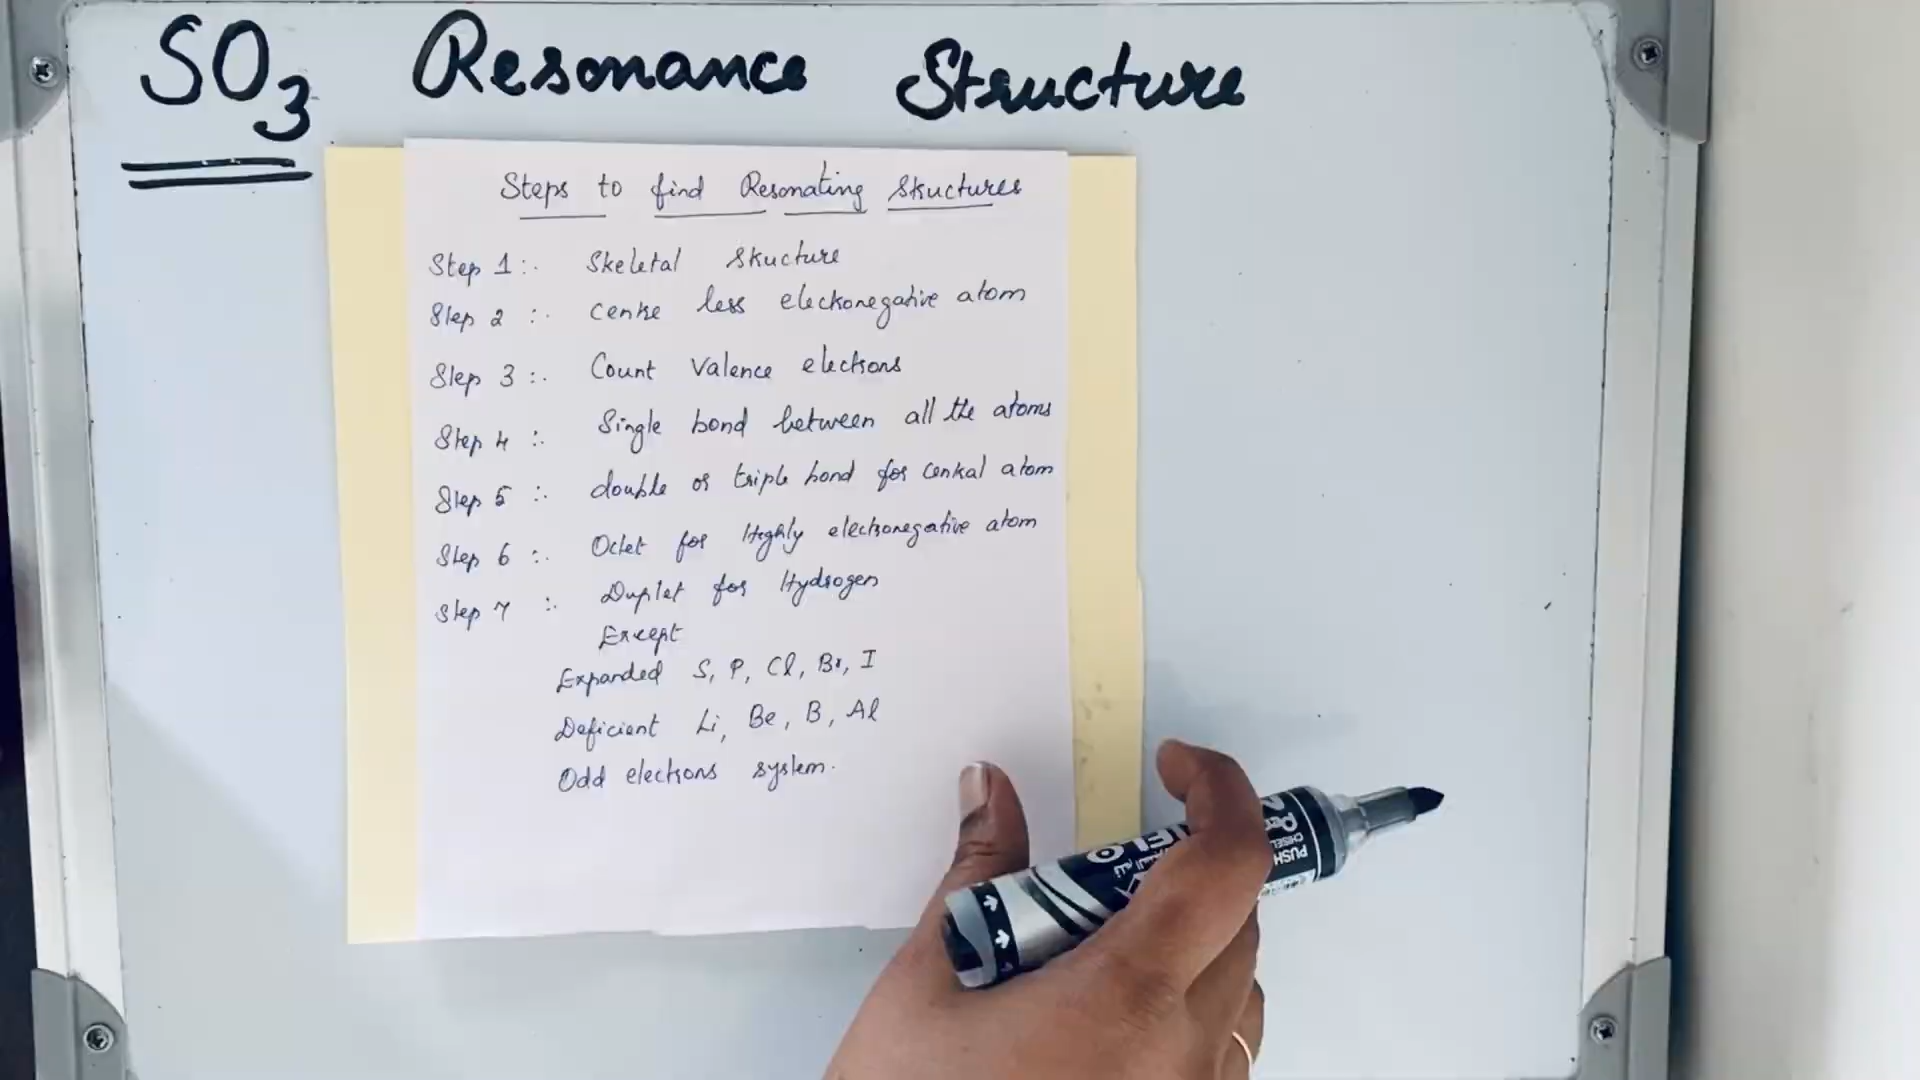 SO3 Resonance Structure
Steps to find Resonating Structures
Step 1:. Skeletal Structure
Step 2 :. Centre less electronegative atom
Step 3 :. Count Valence electrons
Step 4 :. Single bond between all the atoms
Step 5 :. double or triple bond for central atom
Step 6 :. Octet for Highly electronegative atom
Step 7 :. Duplet for Hydrogen
Except
Expanded S, P, Cl, Br, I
Deficient Li, Be, B, Al
Odd electrons system.
PUSH
CHISEL